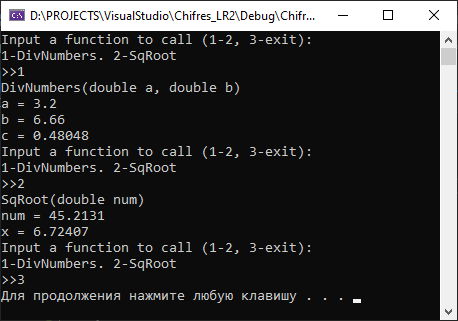 D:\PROJECTS\VisualStudio\Chifres_LR2\Debug\Chifr...
Input a function to call (1-2, 3-exit):
1-DivNumbers. 2-SqRoot
>>1
DivNumbers(double a, double b)
a = 3.2
b = 6.66
c = 0.48048
Input a function to call (1-2, 3-exit):
1-DivNumbers. 2-SqRoot
>>2
SqRoot(double num)
num = 45.2131
x = 6.72407
Input a function to call (1-2, 3-exit):
1-DivNumbers. 2-SqRoot
>>3
Для продолжения нажмите любую клавишу . . .